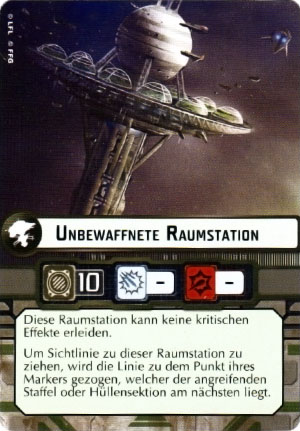 © LFL © FFG
UNBEWAFFNETE RAUMSTATION
10 - -
Diese Raumstation kann keine kritischen
Effekte erleiden.
Um Sichtlinie zu dieser Raumstation zu
ziehen, wird die Linie zu dem Punkt ihres
Markers gezogen, welcher der angreifenden
Staffel oder Hüllensektion am nächsten liegt.